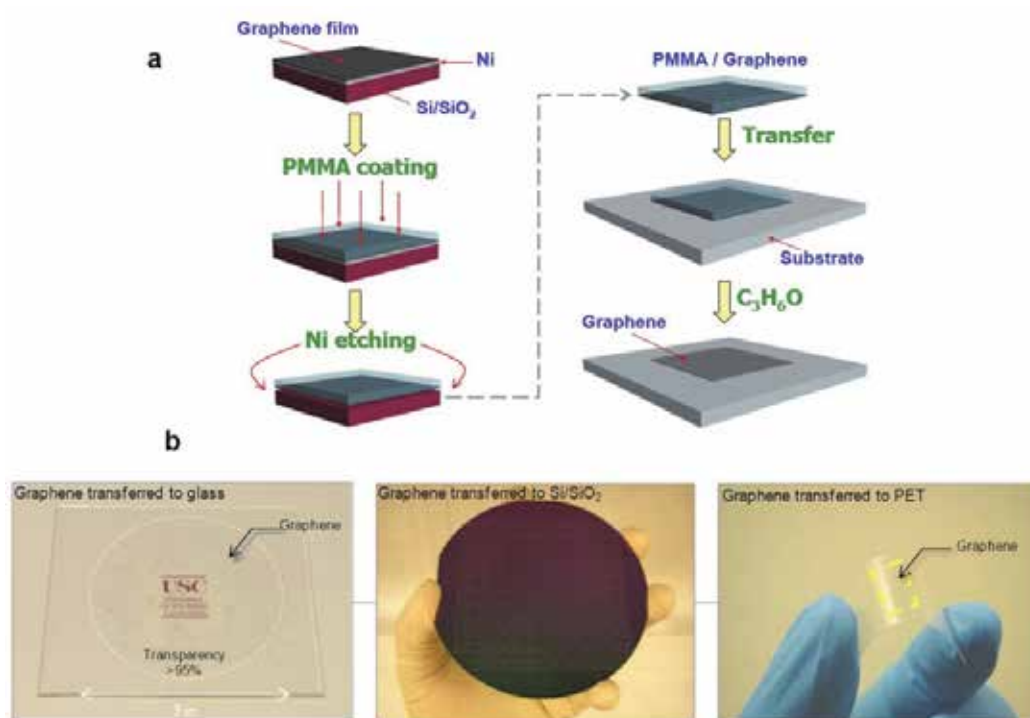 a
Graphene film
Ni
Si/SiO₂
PMMA coating
Ni etching
PMMA / Graphene
Transfer
Substrate
C₃H₆O
Graphene
b
Graphene transferred to glass
Graphene
USC
Transparency
>95%
Graphene transferred to Si/SiO₂
Graphene transferred to PET
Graphene